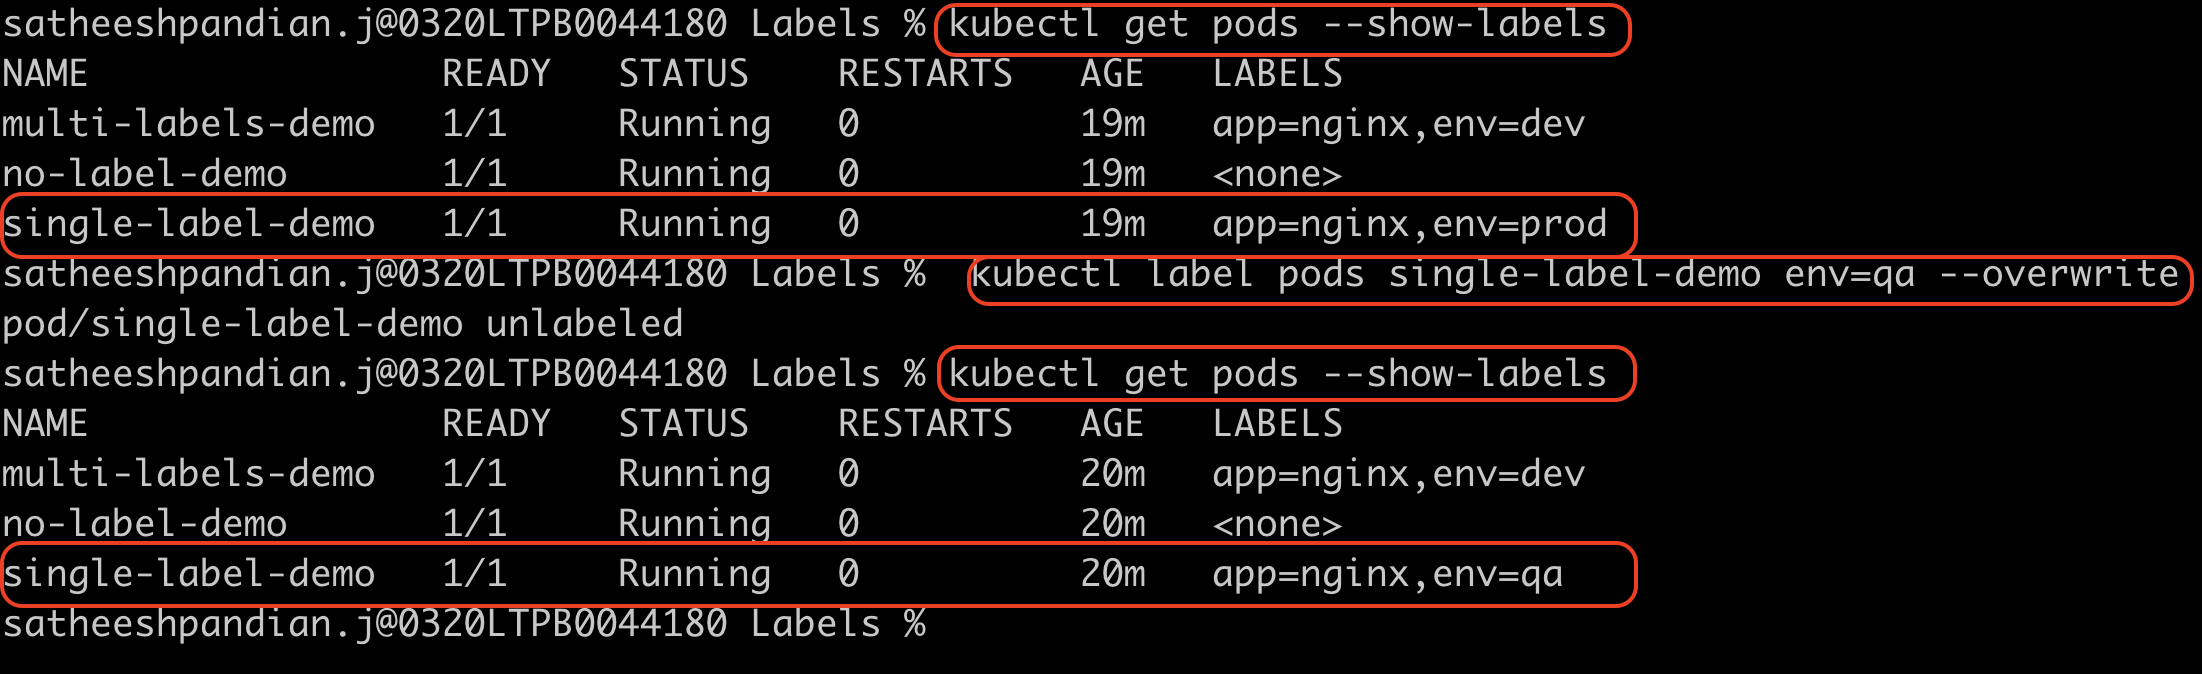 satheeshpandian.j@0320LTPB0044180 Labels % kubectl get pods --show-labels
NAME                READY   STATUS    RESTARTS   AGE   LABELS
multi-labels-demo   1/1     Running   0          19m   app=nginx,env=dev
no-label-demo       1/1     Running   0          19m   <none>
single-label-demo   1/1     Running   0          19m   app=nginx,env=prod
satheeshpandian.j@0320LTPB0044180 Labels %  kubectl label pods single-label-demo env=qa --overwrite
pod/single-label-demo unlabeled
satheeshpandian.j@0320LTPB0044180 Labels % kubectl get pods --show-labels
NAME                READY   STATUS    RESTARTS   AGE   LABELS
multi-labels-demo   1/1     Running   0          20m   app=nginx,env=dev
no-label-demo       1/1     Running   0          20m   <none>
single-label-demo   1/1     Running   0          20m   app=nginx,env=qa
satheeshpandian.j@0320LTPB0044180 Labels %